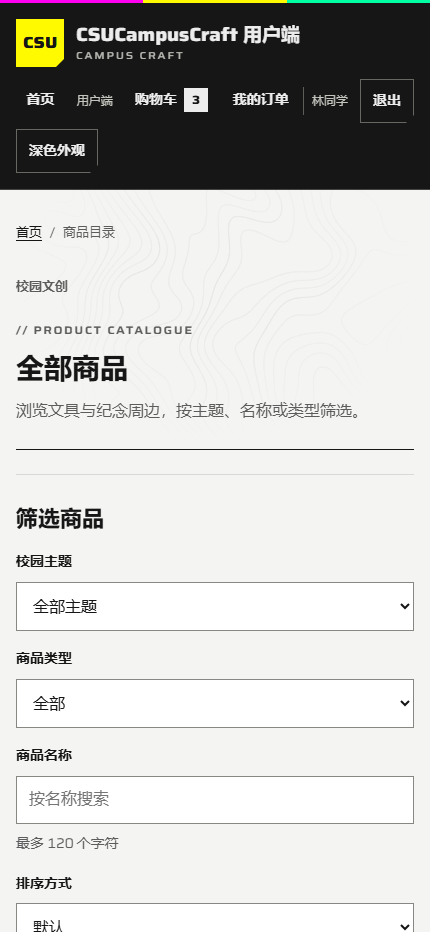 CSU
CSUCampusCraft 用户端
CAMPUS CRAFT
首页 用户端 购物车 3 我的订单 林同学 退出
深色外观
首页 / 商品目录
校园文创
// PRODUCT CATALOGUE
全部商品
浏览文具与纪念周边，按主题、名称或类型筛选。
筛选商品
校园主题
全部主题
商品类型
全部
商品名称
按名称搜索
最多 120 个字符
排序方式
默认